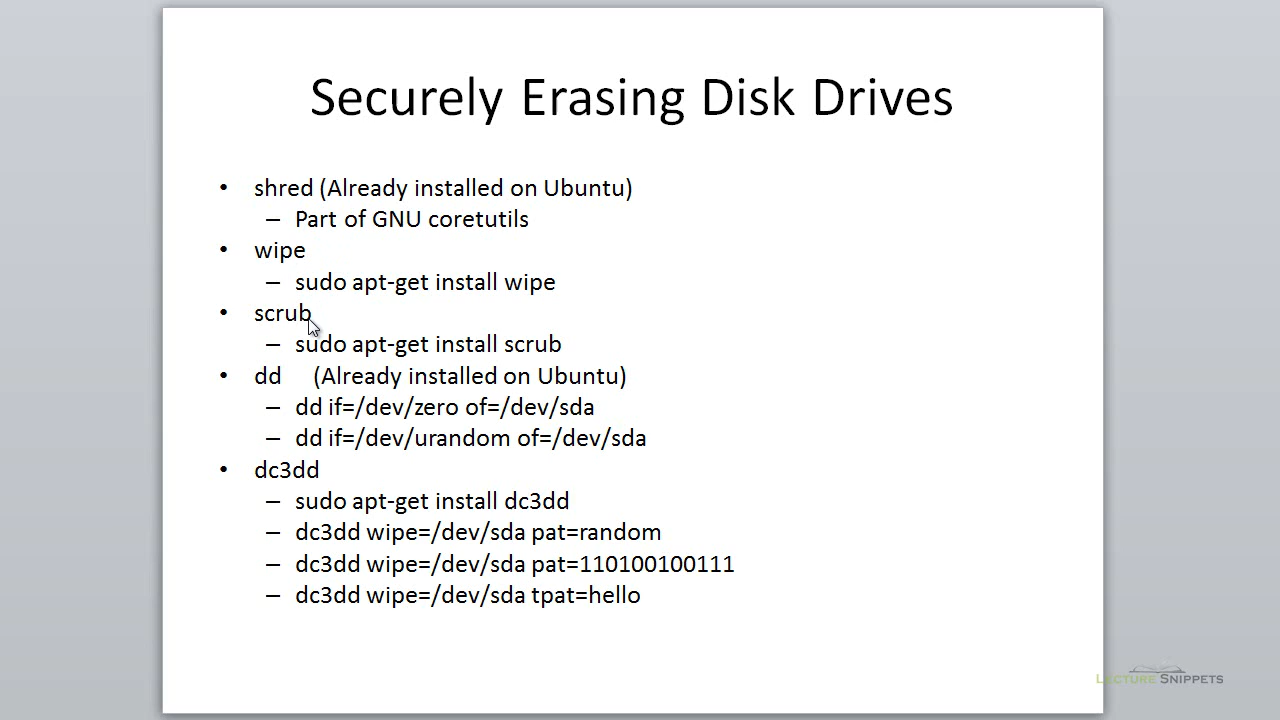 Securely Erasing Disk Drives
• shred (Already installed on Ubuntu)
– Part of GNU coretutils
• wipe
– sudo apt-get install wipe
• scrub
– sudo apt-get install scrub
• dd (Already installed on Ubuntu)
– dd if=/dev/zero of=/dev/sda
– dd if=/dev/urandom of=/dev/sda
• dc3dd
– sudo apt-get install dc3dd
– dc3dd wipe=/dev/sda pat=random
– dc3dd wipe=/dev/sda pat=110100100111
– dc3dd wipe=/dev/sda tpat=hello
LECTURE SNIPPETS